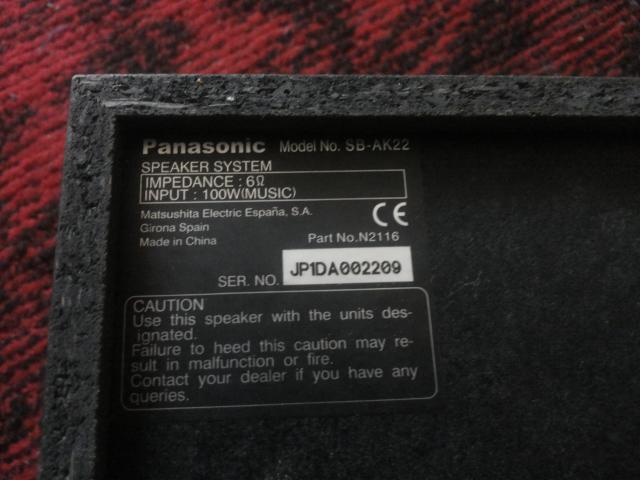 Panasonic Model No. SB-AK22
SPEAKER SYSTEM
IMPEDANCE : 6Ω
INPUT : 100W(MUSIC)
Matsushita Electric España, S.A.
Girona Spain
CE
Made in China
Part No.N2116
SER. NO. JP1DA002209
CAUTION
Use this speaker with the units des-
ignated.
Failure to heed this caution may re-
sult in malfunction or fire.
Contact your dealer if you have any
queries.